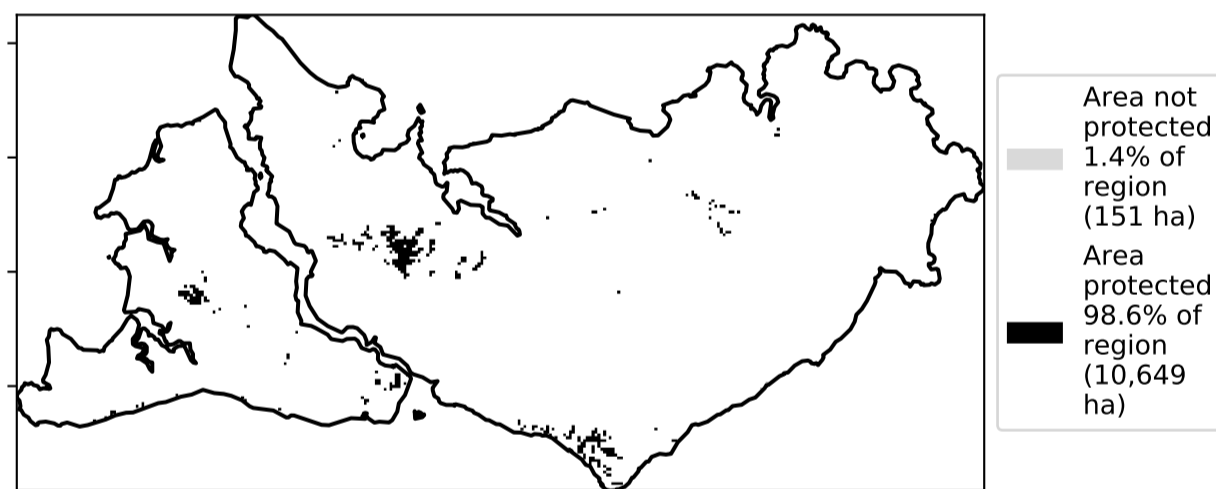 Area not
protected
1.4% of
region
(151 ha)
Area
protected
98.6% of
region
(10,649
ha)